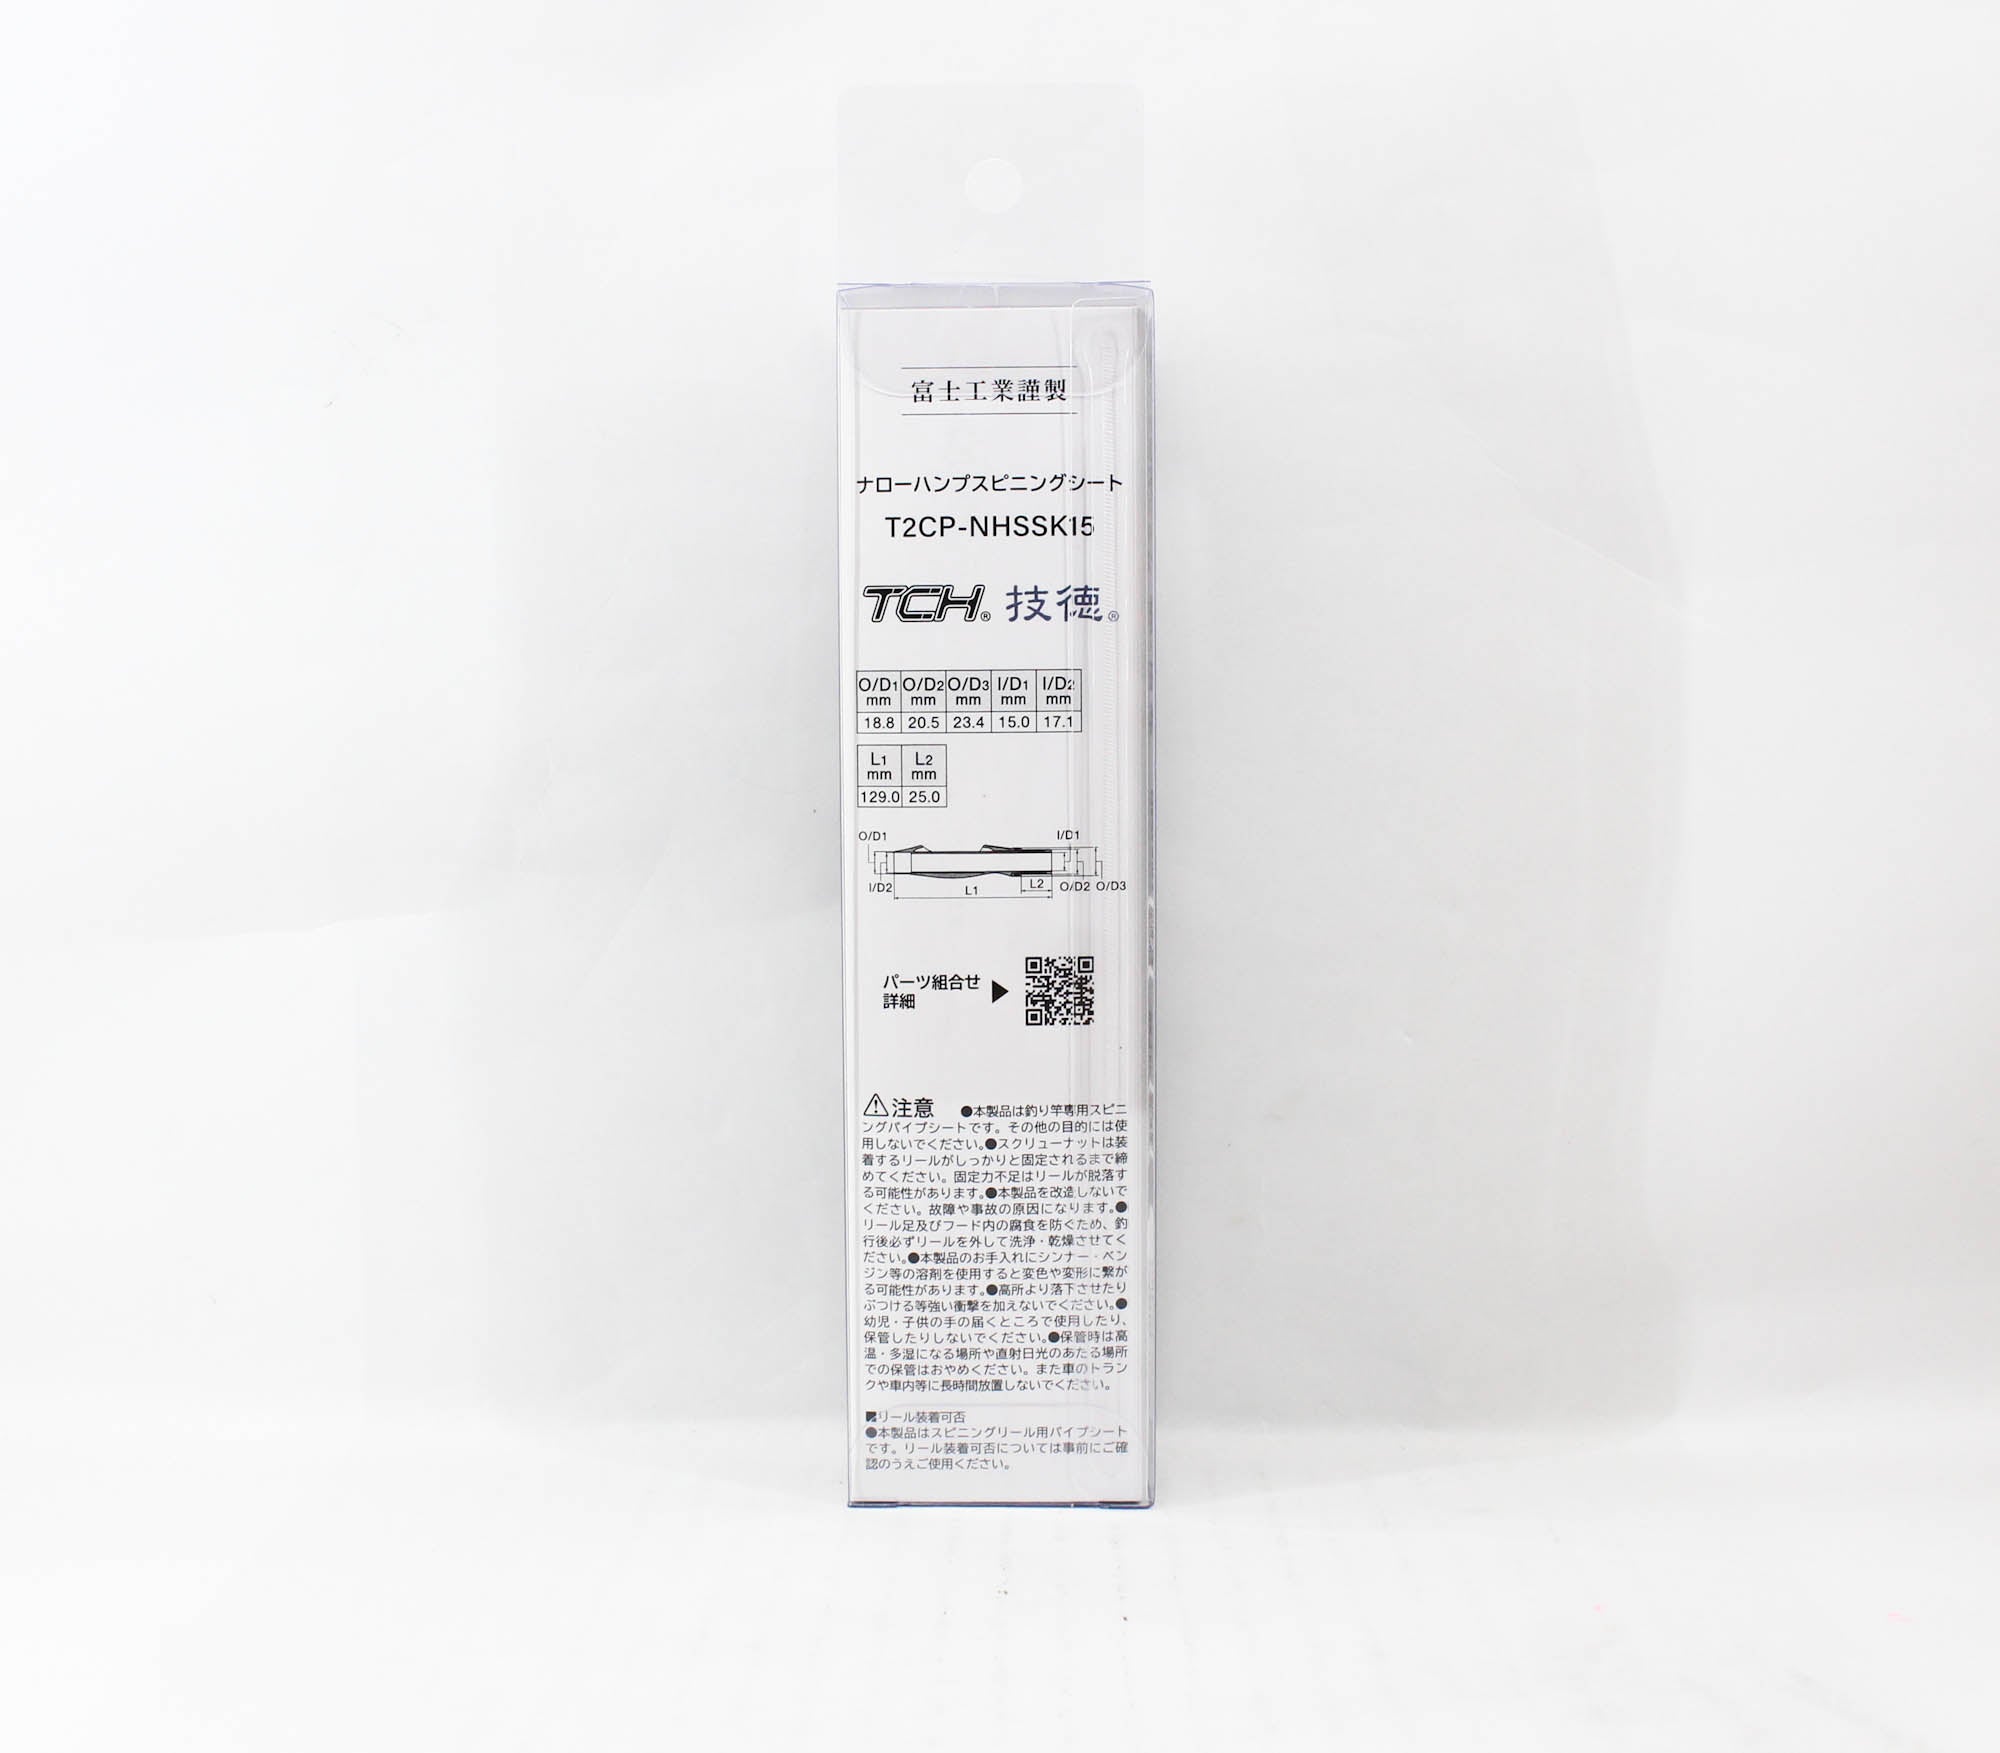 富士工業謹製
ナローハンプスピニングシート
T2CP-NHSSK15
TCH® 技徳®
O/D1 mm O/D2 mm O/D3 mm I/D1 mm I/D2 mm
18.8 20.5 23.4 15.0 17.1
L1 mm L2 mm
129.0 25.0
O/D1 I/D1
I/D2 L1 L2 O/D2 O/D3
パーツ組合せ
詳細
注意 ●本製品は釣り竿専用スピニ
ングパイプシートです。その他の目的には使
用しないでください。●スクリューナットは装
着するリールがしっかりと固定されるまで締
めてください。固定力不足はリールが脱落す
る可能性があります。●本製品を改造しないで
ください。故障や事故の原因になります。●
リール足及びフード内の腐食を防ぐため、釣
行後必ずリールを外して洗浄・乾燥させてく
ださい。●本製品のお手入れにシンナー・ベン
ジン等の溶剤を使用すると変色や変形に繋が
る可能性があります。●高所より落下させたり
ぶつける等強い衝撃を加えないでください。●
幼児・子供の手の届くところで使用したり、
保管したりしないでください。●保管時は高
温・多湿になる場所や直射日光のあたる場所
での保管はおやめください。また車のトラン
クや車内等に長時間放置しないでください。
■リール装着可否
●本製品はスピニングリール用パイプシート
です。リール装着可否については事前にご確
認のうえご使用ください。